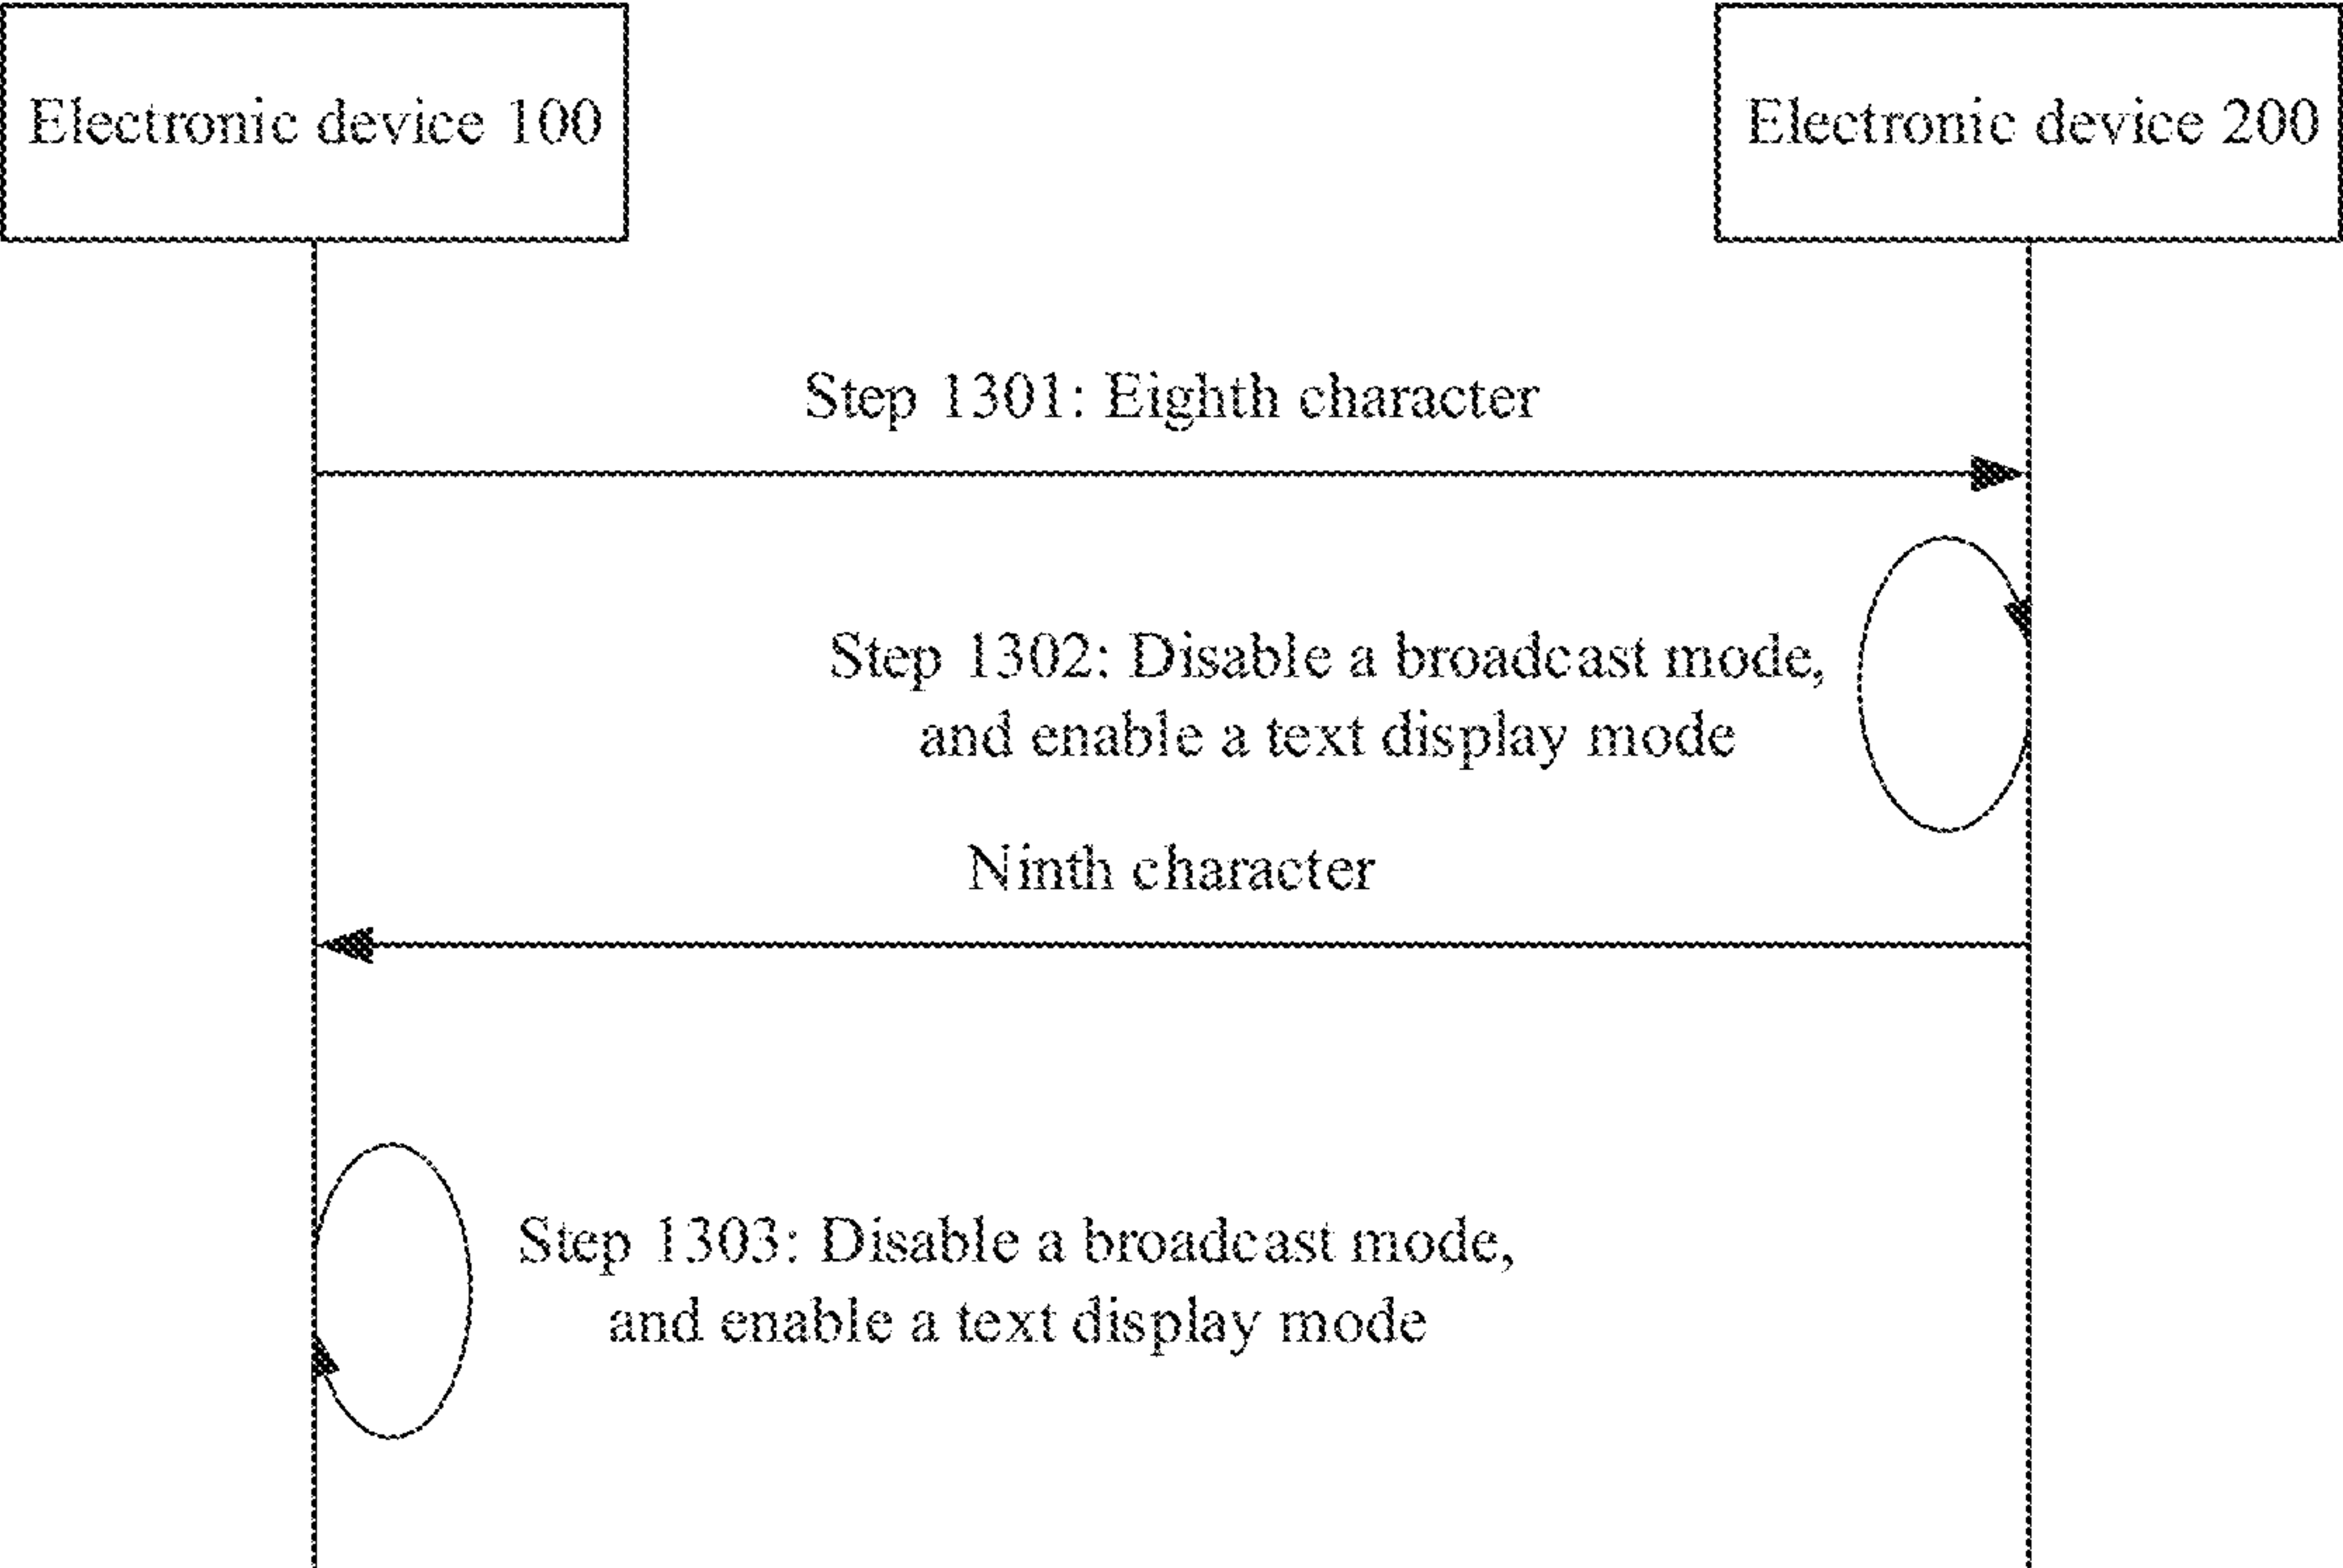 Electronic device 100
Electronic device 200
Step 1301: Eighth character
Step 1302: Disable a broadcast mode,
and enable a text display mode
Ninth character
Step 1303: Disable a broadcast mode,
and enable a text display mode